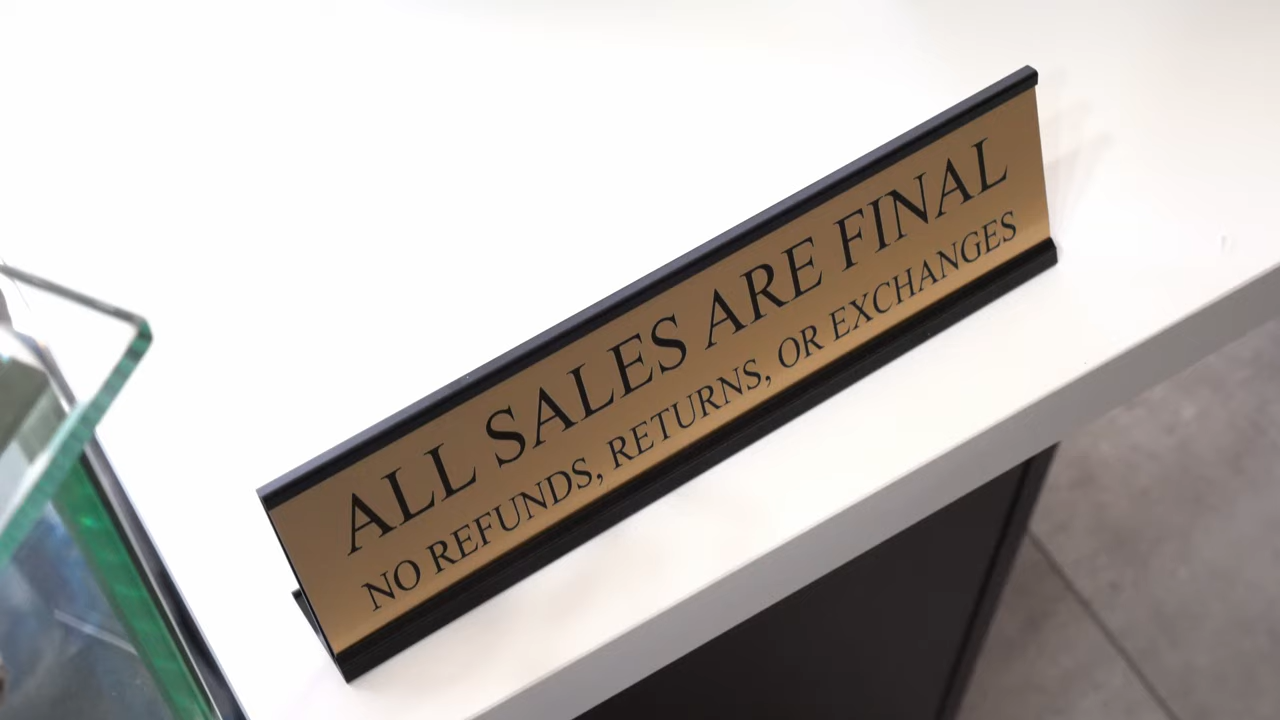 ALL SALES ARE FINAL
NO REFUNDS, RETURNS, OR EXCHANGES